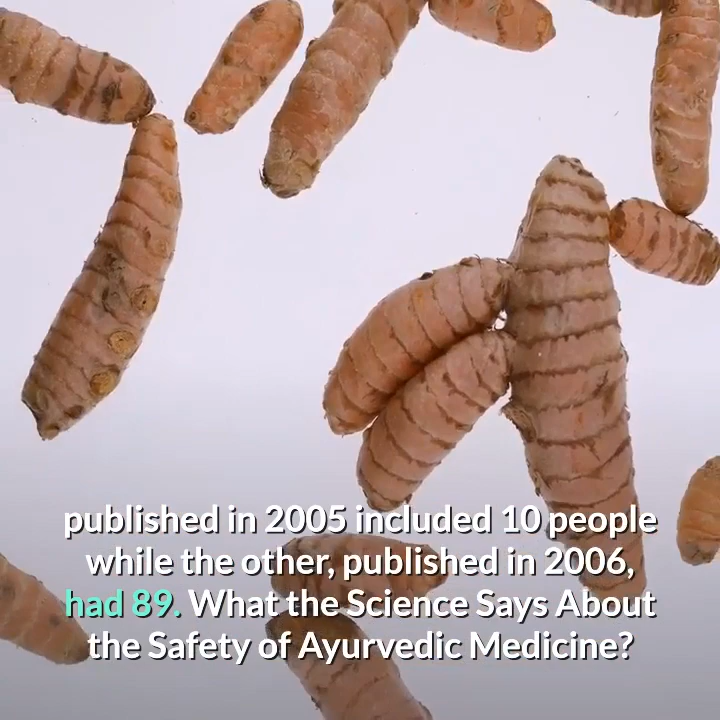 published in 2005 included 10 people
while the other, published in 2006,
had 89. What the Science Says About
the Safety of Ayurvedic Medicine?